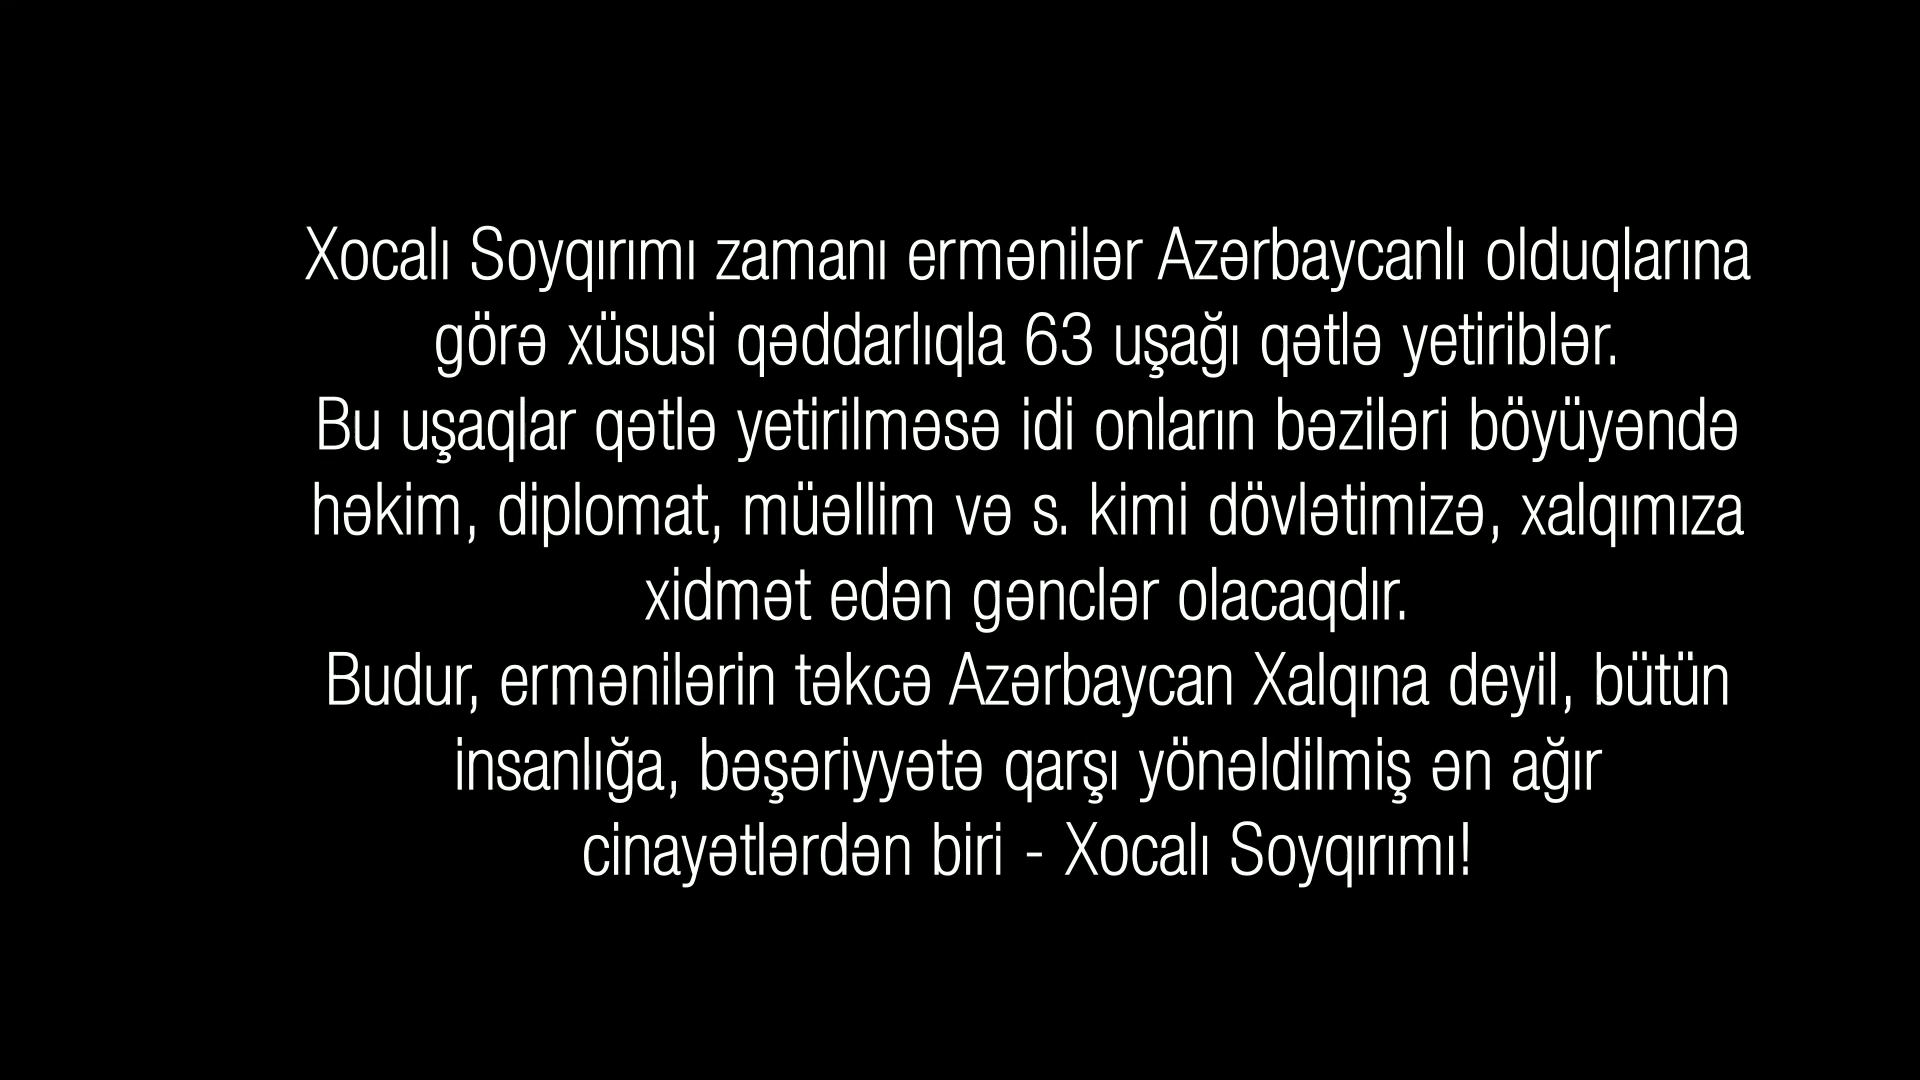 Xocalı Soyqırımı zamanı ermənilər Azərbaycanlı olduqlarına
görə xüsusi qəddarlıqla 63 uşağı qətlə yetiriblər.
Bu uşaqlar qətlə yetirilməsə idi onların bəziləri böyüyəndə
həkim, diplomat, müəllim və s. kimi dövlətimizə, xalqımıza
xidmət edən gənclər olacaqdır.
Budur, ermənilərin təkcə Azərbaycan Xalqına deyil, bütün
insanlığa, bəşəriyyətə qarşı yönəldilmiş ən ağır
cinayətlərdən biri - Xocalı Soyqırımı!